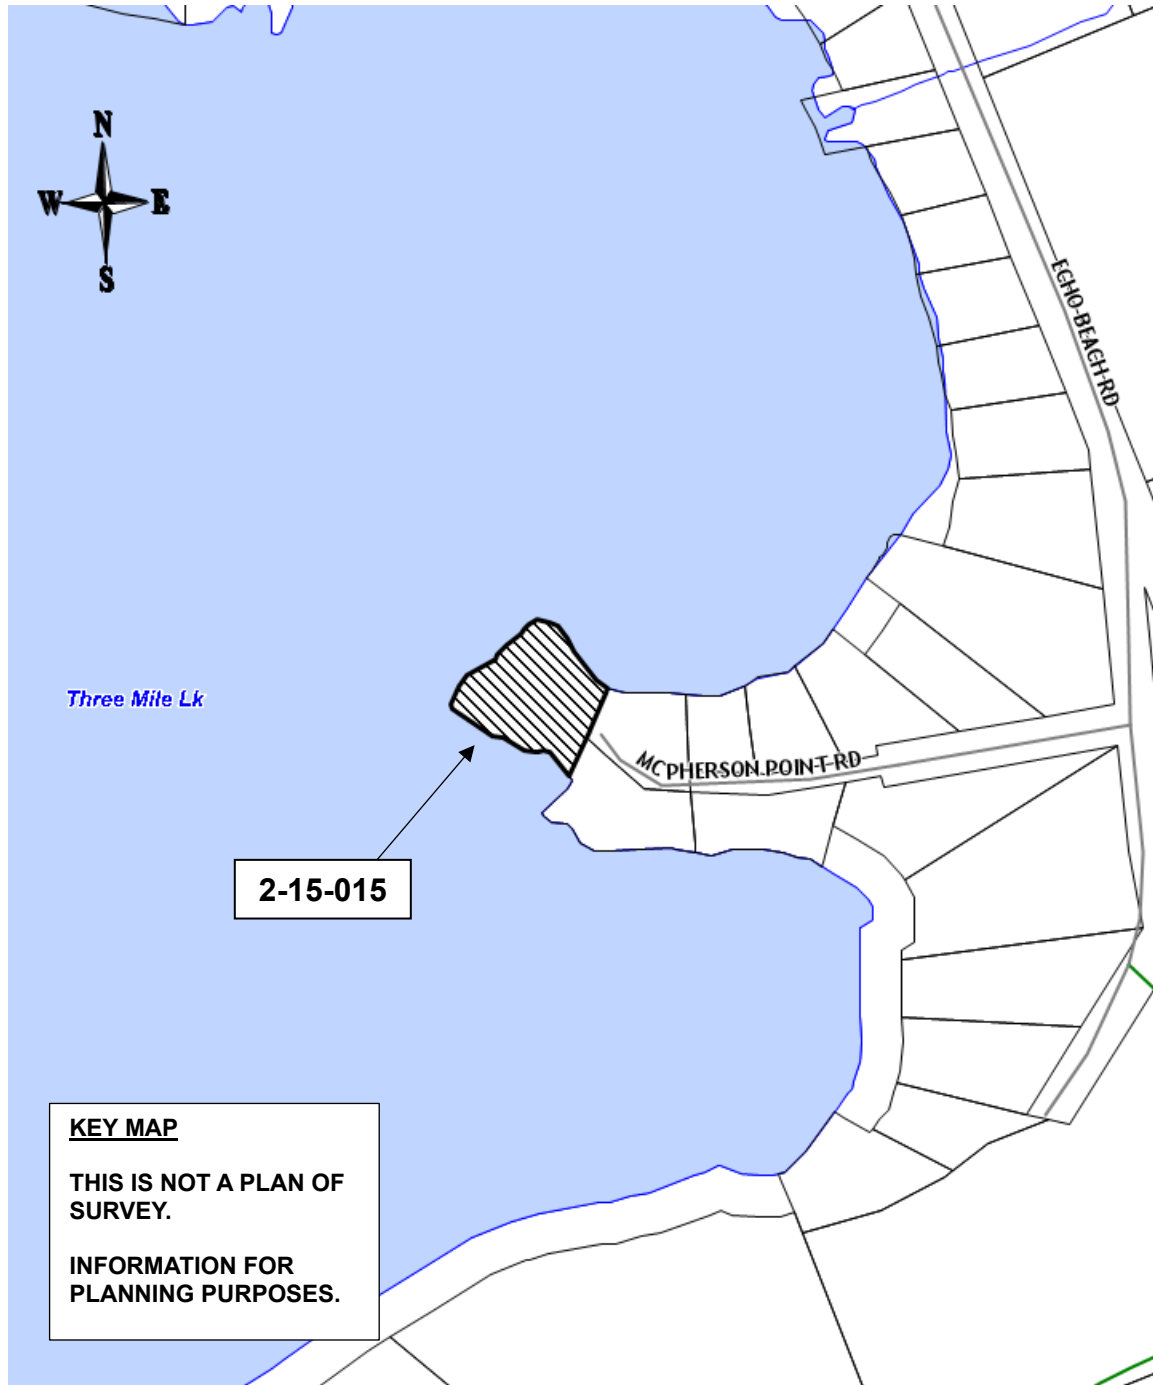 N
W E
S
ECHO BEACH RD
Three Mile Lk
MCPHERSON POINT RD
2-15-015
KEY MAP
THIS IS NOT A PLAN OF
SURVEY.
INFORMATION FOR
PLANNING PURPOSES.